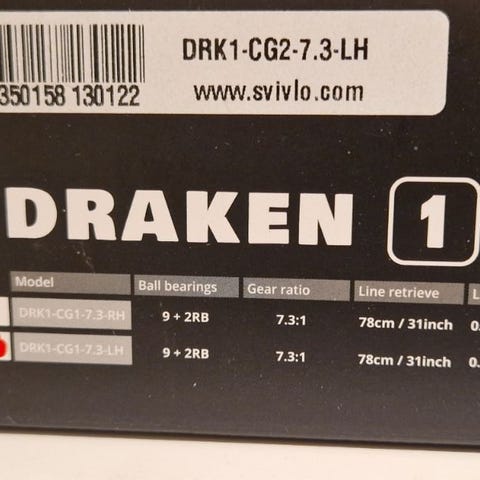 DRK1-CG2-7.3-LH
350158 130122
www.svivlo.com
DRAKEN 1
Model Ball bearings Gear ratio Line retrieve
DRK1-CG1-7.3-RH 9 + 2RB 7.3:1 78cm / 31inch
DRK1-CG1-7.3-LH 9 + 2RB 7.3:1 78cm / 31inch